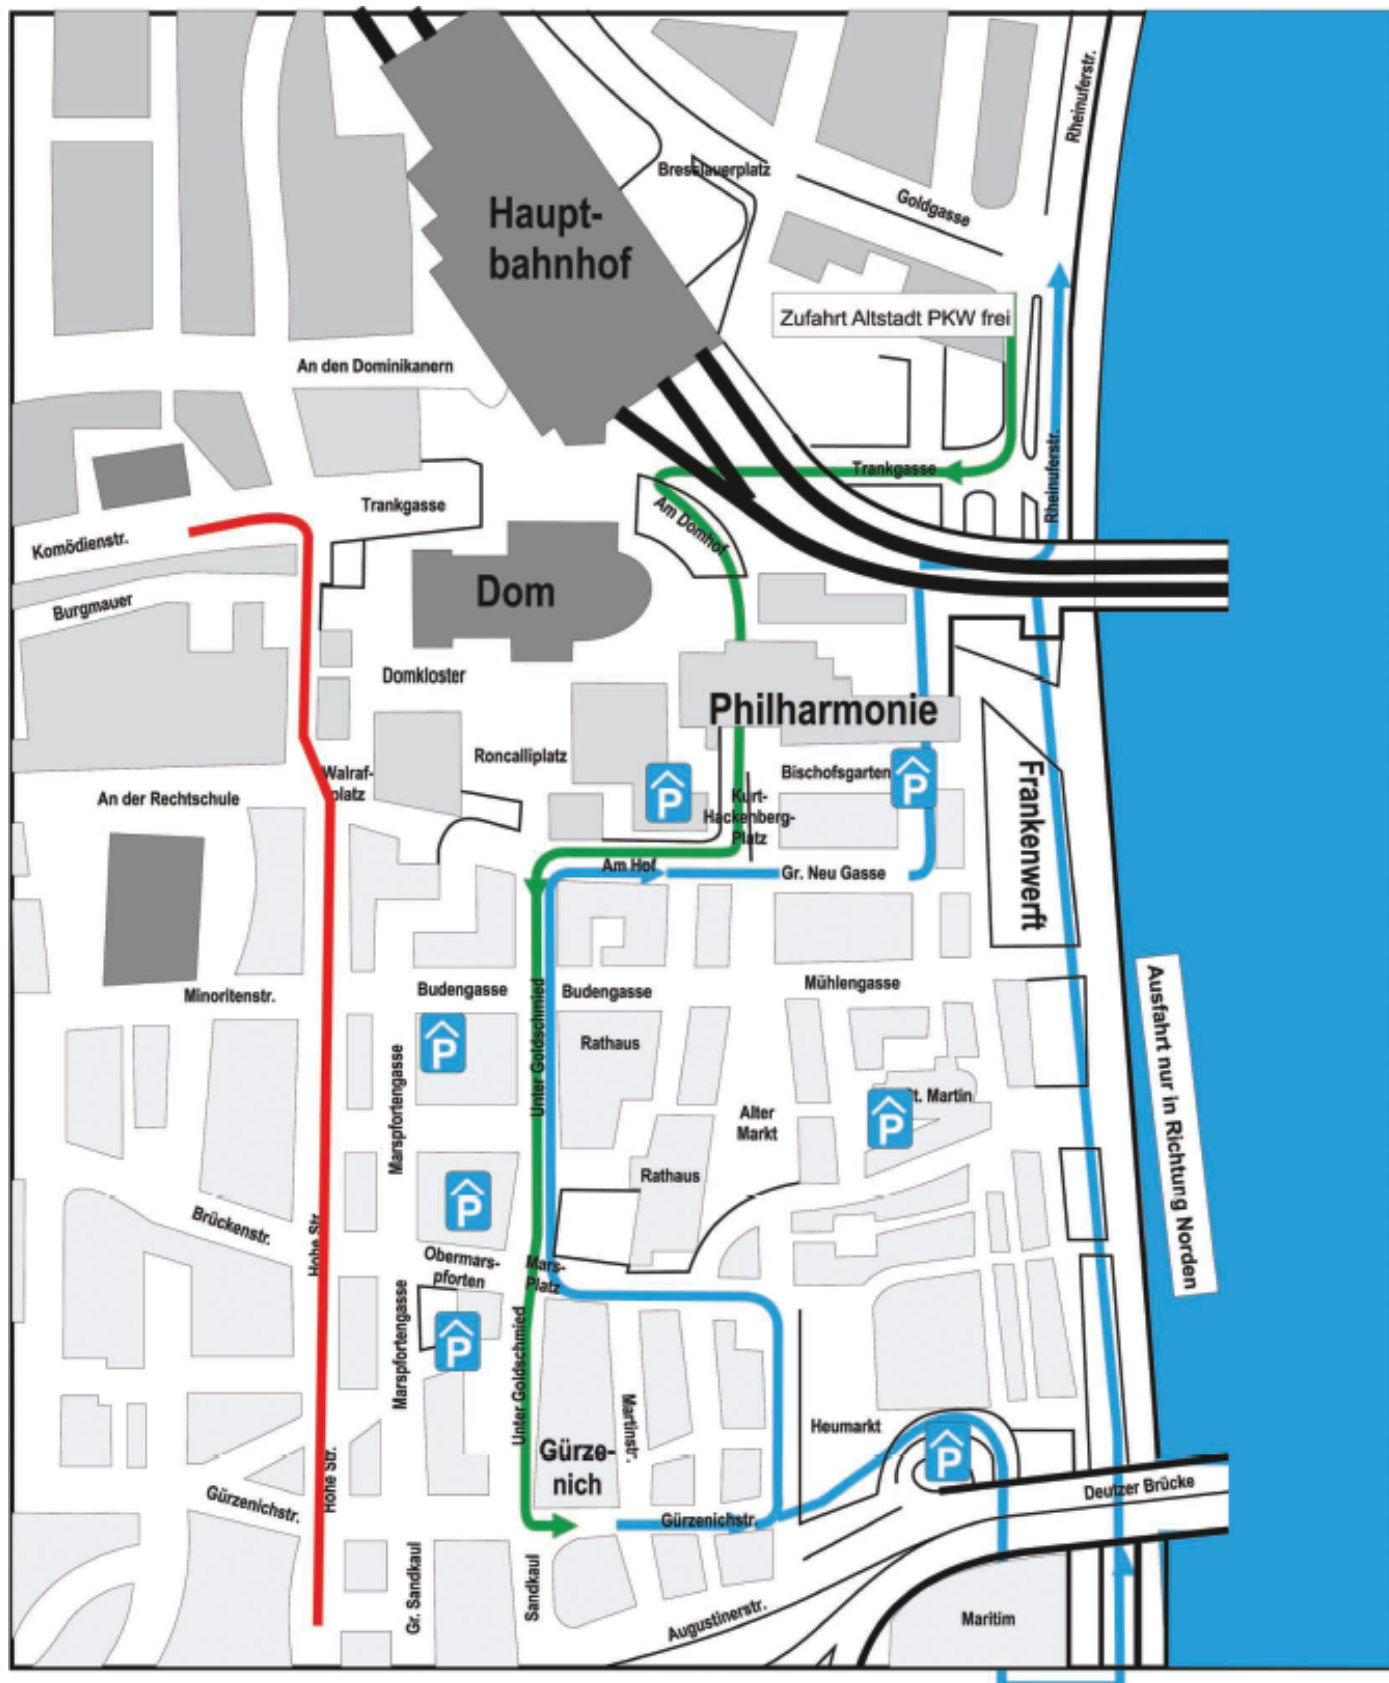 Rheinuferstr.
Bresslauerplatz
Goldgasse
Haupt-
bahnhof
Zufahrt Altstadt PKW frei
An den Dominikanern
Trankgasse
Rheinuferstr.
Trankgasse
Am Domhof
Komödienstr.
Dom
Burgmauer
Domkloster
Philharmonie
Roncalliplatz
Walraf-
platz
P
Bischofsgarten
P
Frankenwerft
An der Rechtschule
Kurt-
Hackenberg-
Platz
Am Hof
Gr. Neu Gasse
Minoritenstr.
Budengasse
Budengasse
Mühlengasse
Ausfahrt nur in Richtung Norden
P
Unter Goldschmied
Rathaus
Marspfortengasse
P
St. Martin
Alter
Markt
Rathaus
P
Brückenstr.
Hohe Str.
Obermars-
pforten
Mars-
Platz
Marspfortengasse
P
Unter Goldschmied
Martinstr.
Heumarkt
P
Gürze-
nich
Hohe Str.
Gürzenichstr.
Deutzer Brücke
Gürzenichstr.
Gr. Sandkaul
Sandkaul
Augustinerstr.
Maritim